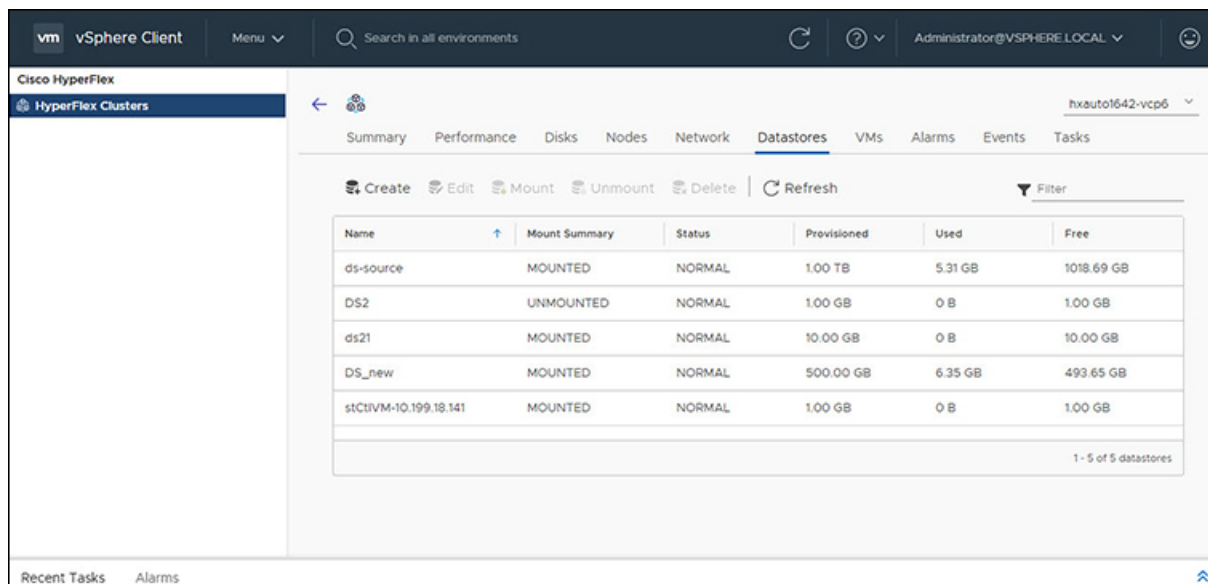 vm vSphere Client Menu Search in all environments Administrator@VSPHERE.LOCAL
Cisco HyperFlex
HyperFlex Clusters
hxauto1642-vcp6
Summary Performance Disks Nodes Network Datastores VMs Alarms Events Tasks
Create Edit Mount Unmount Delete Refresh Filter
Name Mount Summary Status Provisioned Used Free
ds-source MOUNTED NORMAL 1.00 TB 5.31 GB 1018.69 GB
DS2 UNMOUNTED NORMAL 1.00 GB 0 B 1.00 GB
ds21 MOUNTED NORMAL 10.00 GB 0 B 10.00 GB
DS_new MOUNTED NORMAL 500.00 GB 6.35 GB 493.65 GB
stCtlVM-10.199.18.141 MOUNTED NORMAL 1.00 GB 0 B 1.00 GB
1 - 5 of 5 datastores
Recent Tasks Alarms